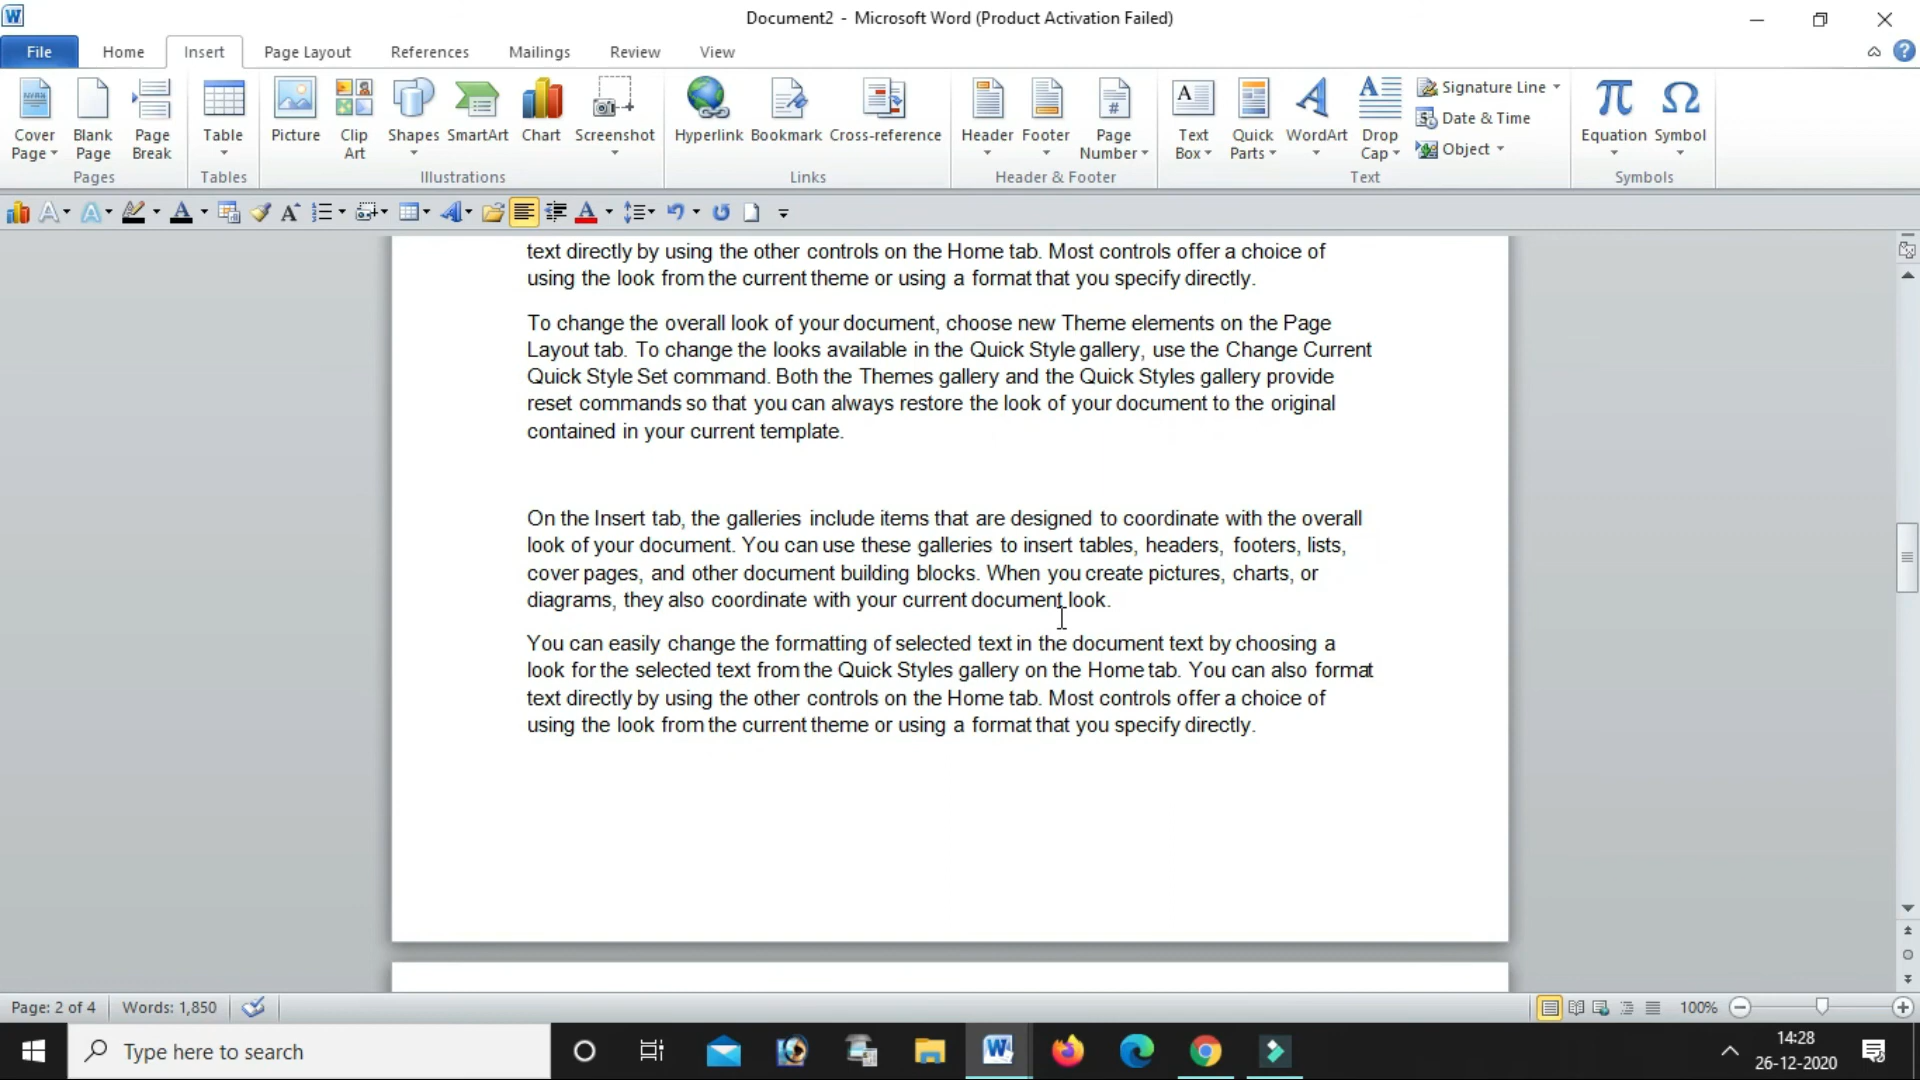 Document2 - Microsoft Word (Product Activation Failed)
File Home Insert Page Layout References Mailings Review View
Cover Page
Blank Page
Page Break
Table
Picture
Clip Art
Shapes
SmartArt
Chart
Screenshot
Hyperlink
Bookmark
Cross-reference
Header
Footer
Page Number
Text Box
Quick Parts
WordArt
Drop Cap
Signature Line
Date & Time
Object
Equation
Symbol
Pages Tables Illustrations Links Header & Footer Text Symbols
text directly by using the other controls on the Home tab. Most controls offer a choice of
using the look from the current theme or using a format that you specify directly.
To change the overall look of your document, choose new Theme elements on the Page
Layout tab. To change the looks available in the Quick Style gallery, use the Change Current
Quick Style Set command. Both the Themes gallery and the Quick Styles gallery provide
reset commands so that you can always restore the look of your document to the original
contained in your current template.
On the Insert tab, the galleries include items that are designed to coordinate with the overall
look of your document. You can use these galleries to insert tables, headers, footers, lists,
cover pages, and other document building blocks. When you create pictures, charts, or
diagrams, they also coordinate with your current document look.
You can easily change the formatting of selected text in the document text by choosing a
look for the selected text from the Quick Styles gallery on the Home tab. You can also format
text directly by using the other controls on the Home tab. Most controls offer a choice of
using the look from the current theme or using a format that you specify directly.
Page: 2 of 4 Words: 1,850 100%
Type here to search
14:28
26-12-2020